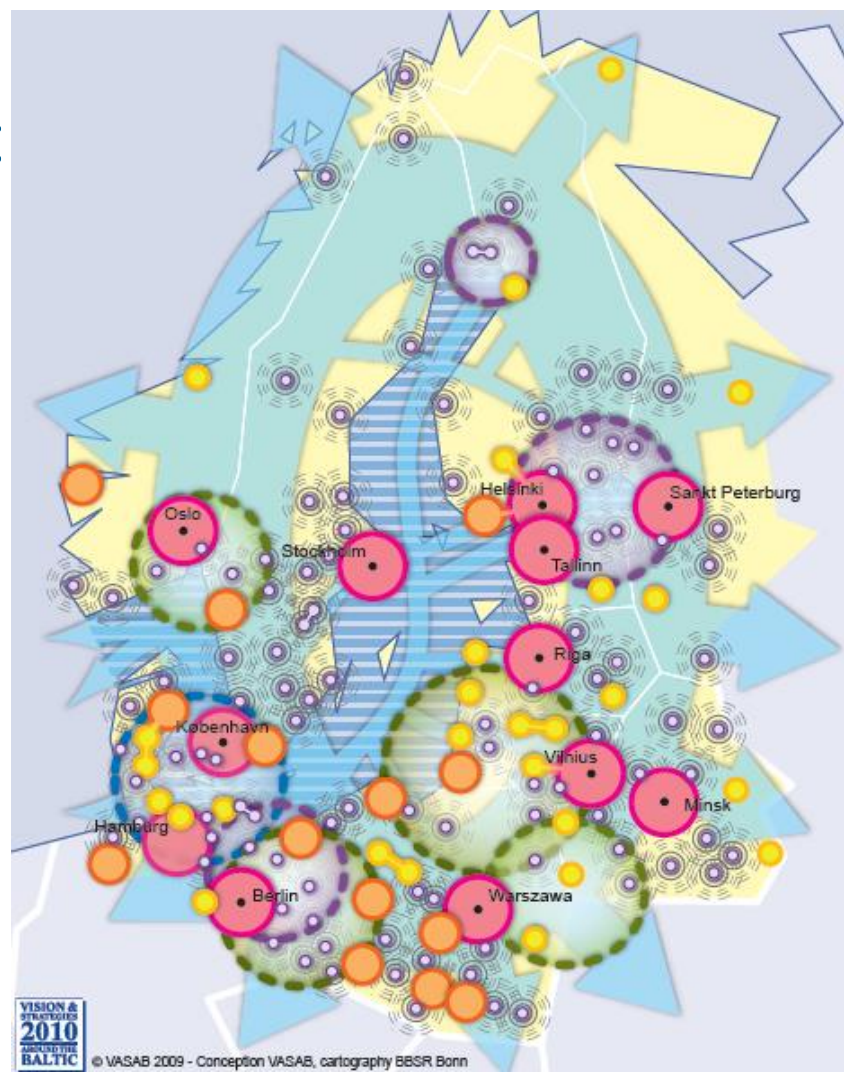 Helsinki
Sankt Peterburg
Oslo
Stockholm
Tallinn
Riga
København
Vilnius
Minsk
Hamburg
Berlin
Warszawa
VISION &
STRATEGIES
2010
AROUND THE
BALTIC
© VASAB 2009 - Conception VASAB, cartography BBSR Bonn